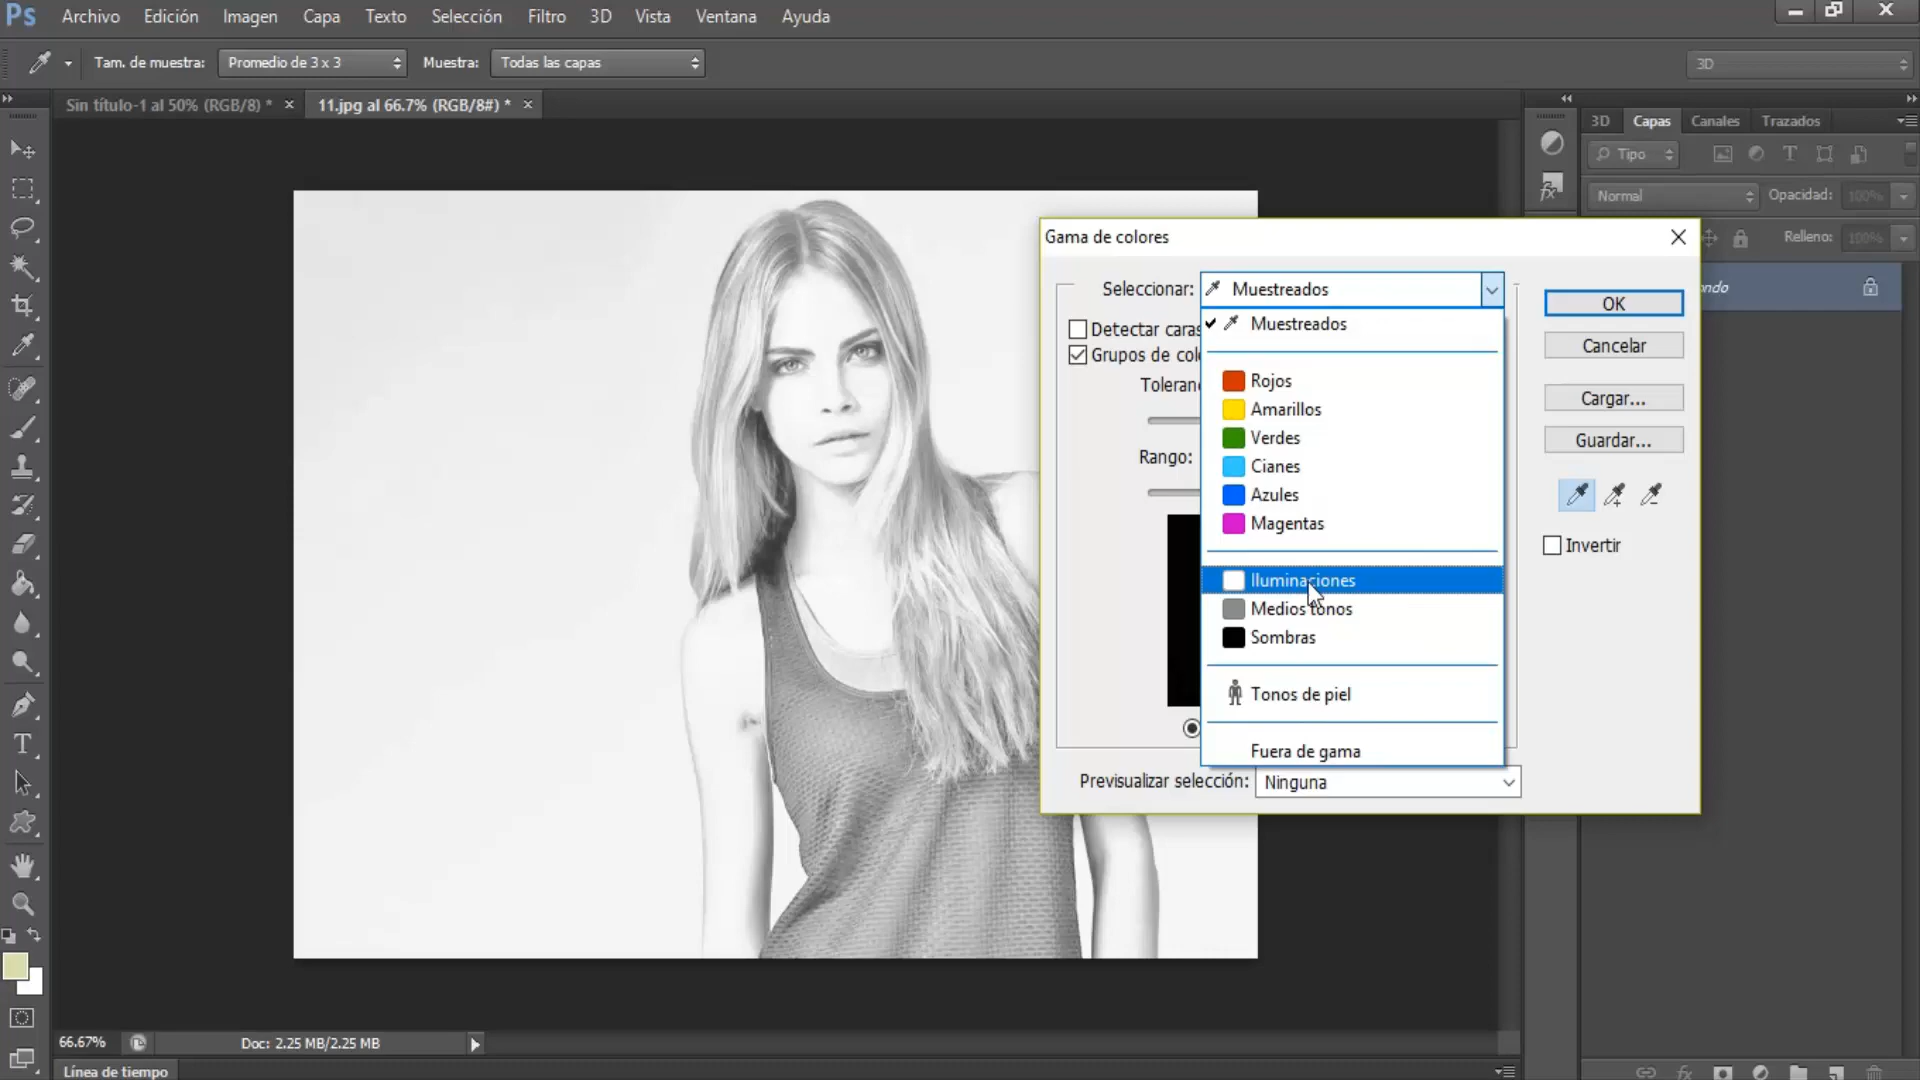 Ps Archivo Edición Imagen Capa Texto Selección Filtro 3D Vista Ventana Ayuda
Tam. de muestra: Promedio de 3 x 3 Muestra: Todas las capas 3D
Sin título-1 al 50% (RGB/8) * × 11.jpg al 66.7% (RGB/8#) * ×
3D Capas Canales Trazados
Tipo
Normal Opacidad: 100%
Relleno: 100%
Gama de colores
Seleccionar: Muestreados
Muestreados
Detectar caras
Grupos de col
Toleran
Rango:
Rojos
Amarillos
Verdes
Cianes
Azules
Magentas
Iluminaciones
Medios tonos
Sombras
Tonos de piel
Fuera de gama
Previsualizar selección: Ninguna
OK
Cancelar
Cargar...
Guardar...
Invertir
ondo
T
66.67% Doc: 2.25 MB/2.25 MB
Línea de tiempo
fx